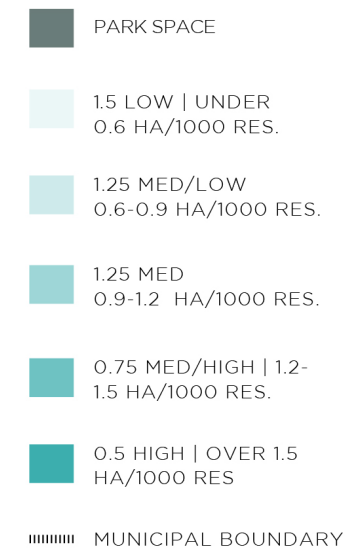 PARK SPACE
1.5 LOW | UNDER
0.6 HA/1000 RES.
1.25 MED/LOW
0.6-0.9 HA/1000 RES.
1.25 MED
0.9-1.2 HA/1000 RES.
0.75 MED/HIGH | 1.2-
1.5 HA/1000 RES.
0.5 HIGH | OVER 1.5
HA/1000 RES
MUNICIPAL BOUNDARY